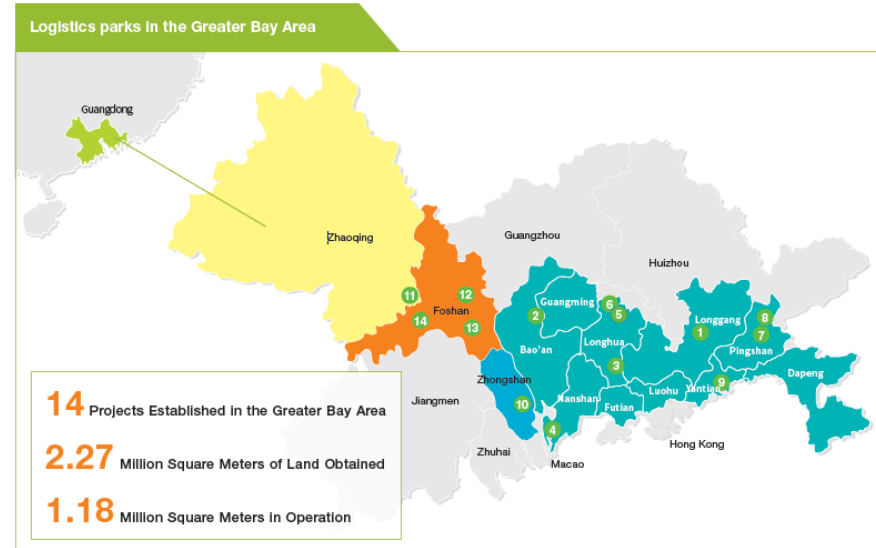 Logistics parks in the Greater Bay Area
Guangdong
Zhaoqing
Guangzhou
Huizhou
11
12
Foshan
14
13
6
5
Guangming
2
Longgang
8
1
7
Longhua
Bao'an
Pingshan
3
Dapeng
Zhongshan
9
Yantian
Luohu
Nanshan
Futian
Jiangmen
10
4
Hong Kong
Zhuhai
Macao
14 Projects Established in the Greater Bay Area
2.27 Million Square Meters of Land Obtained
1.18 Million Square Meters in Operation